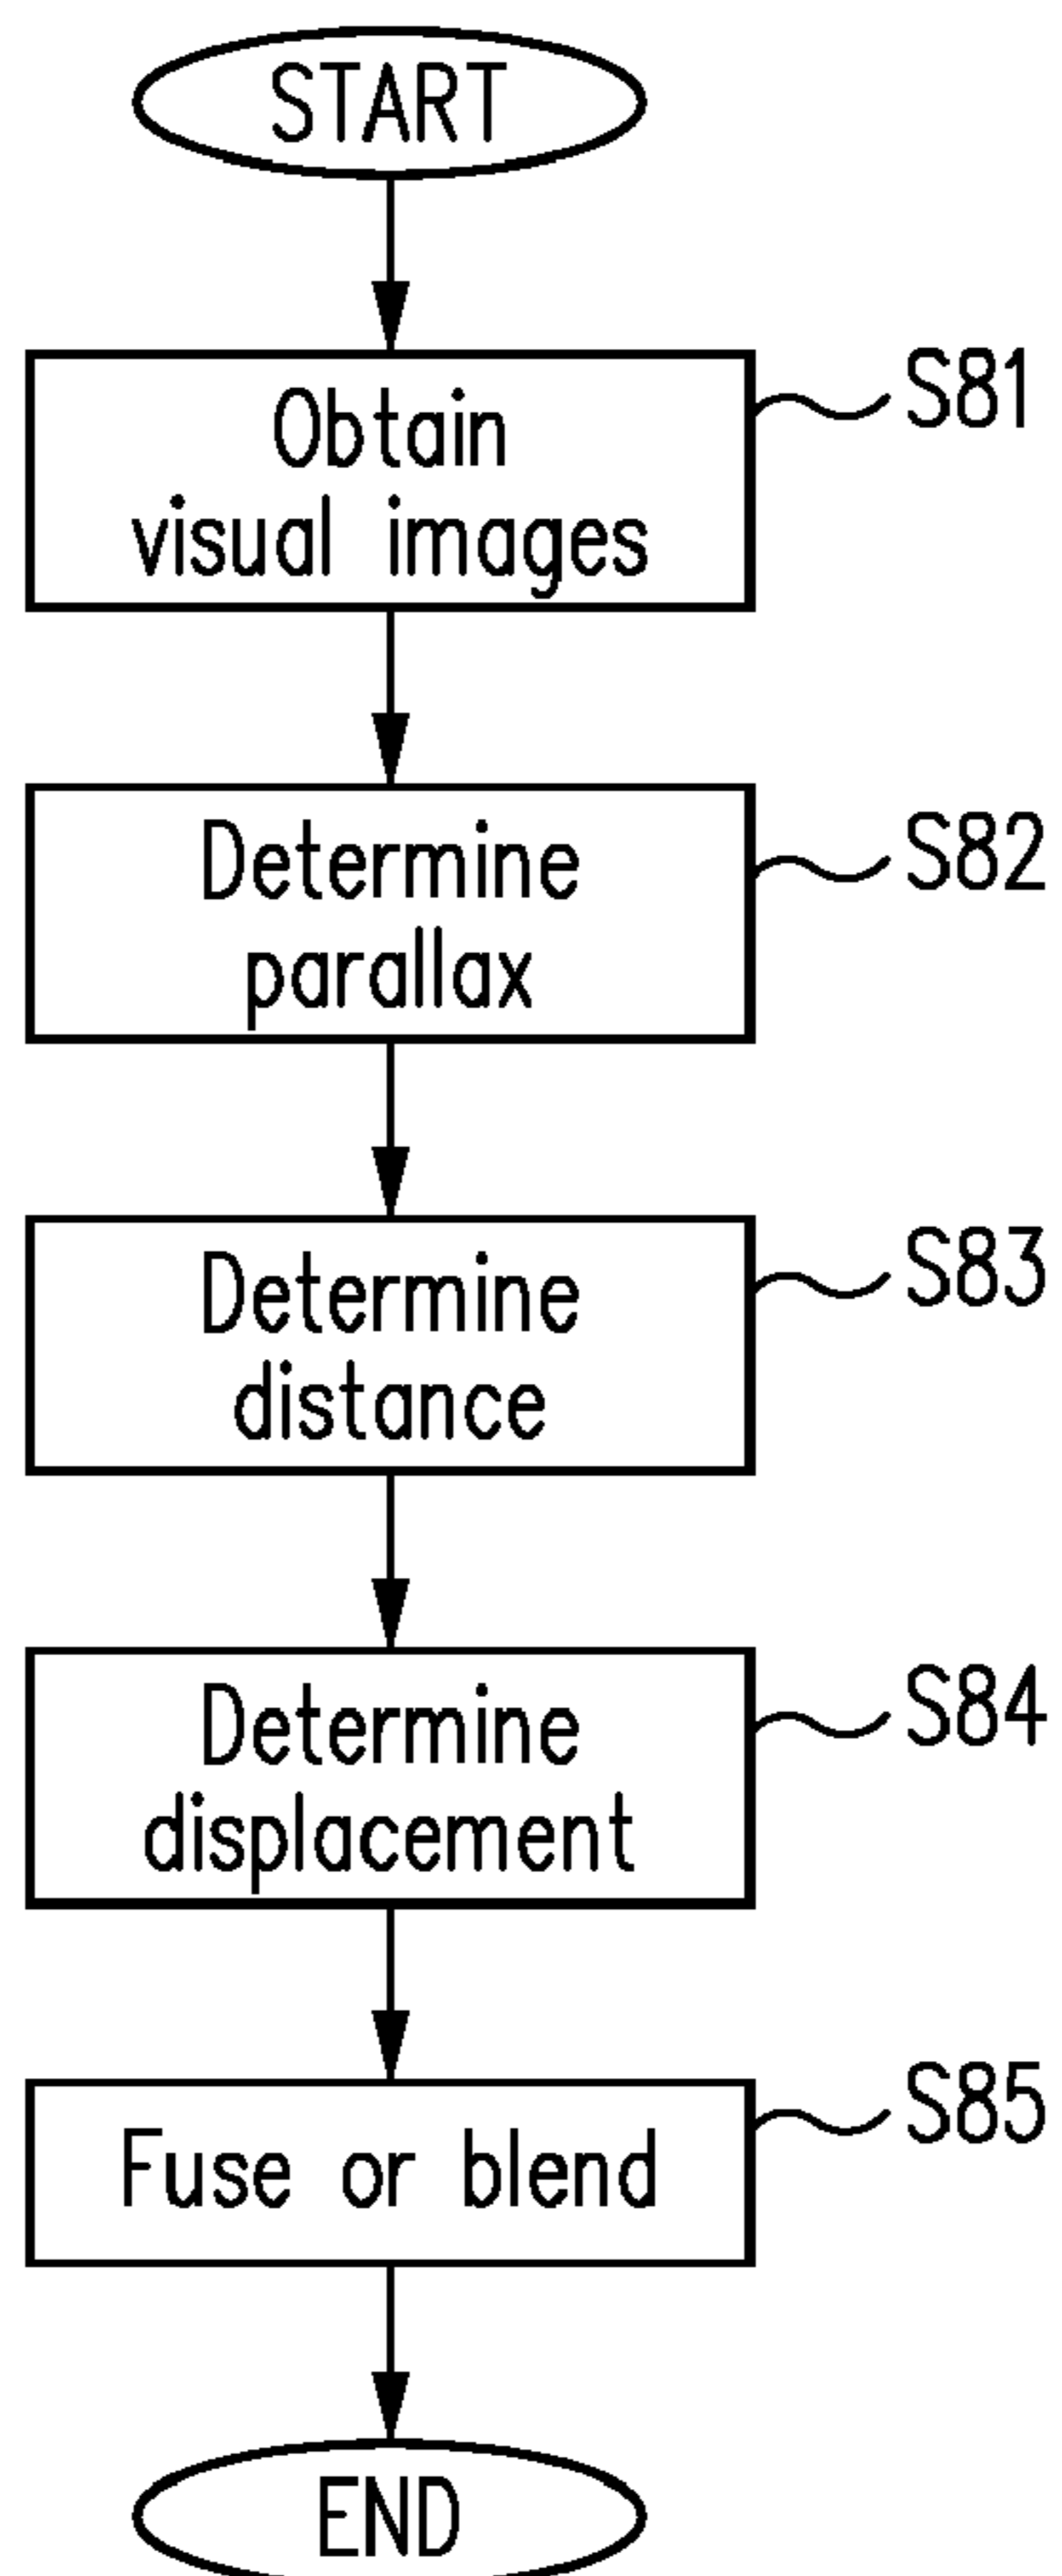 START
Obtain
visual images
S81
Determine
parallax
S82
Determine
distance
S83
Determine
displacement
S84
Fuse or blend
S85
END